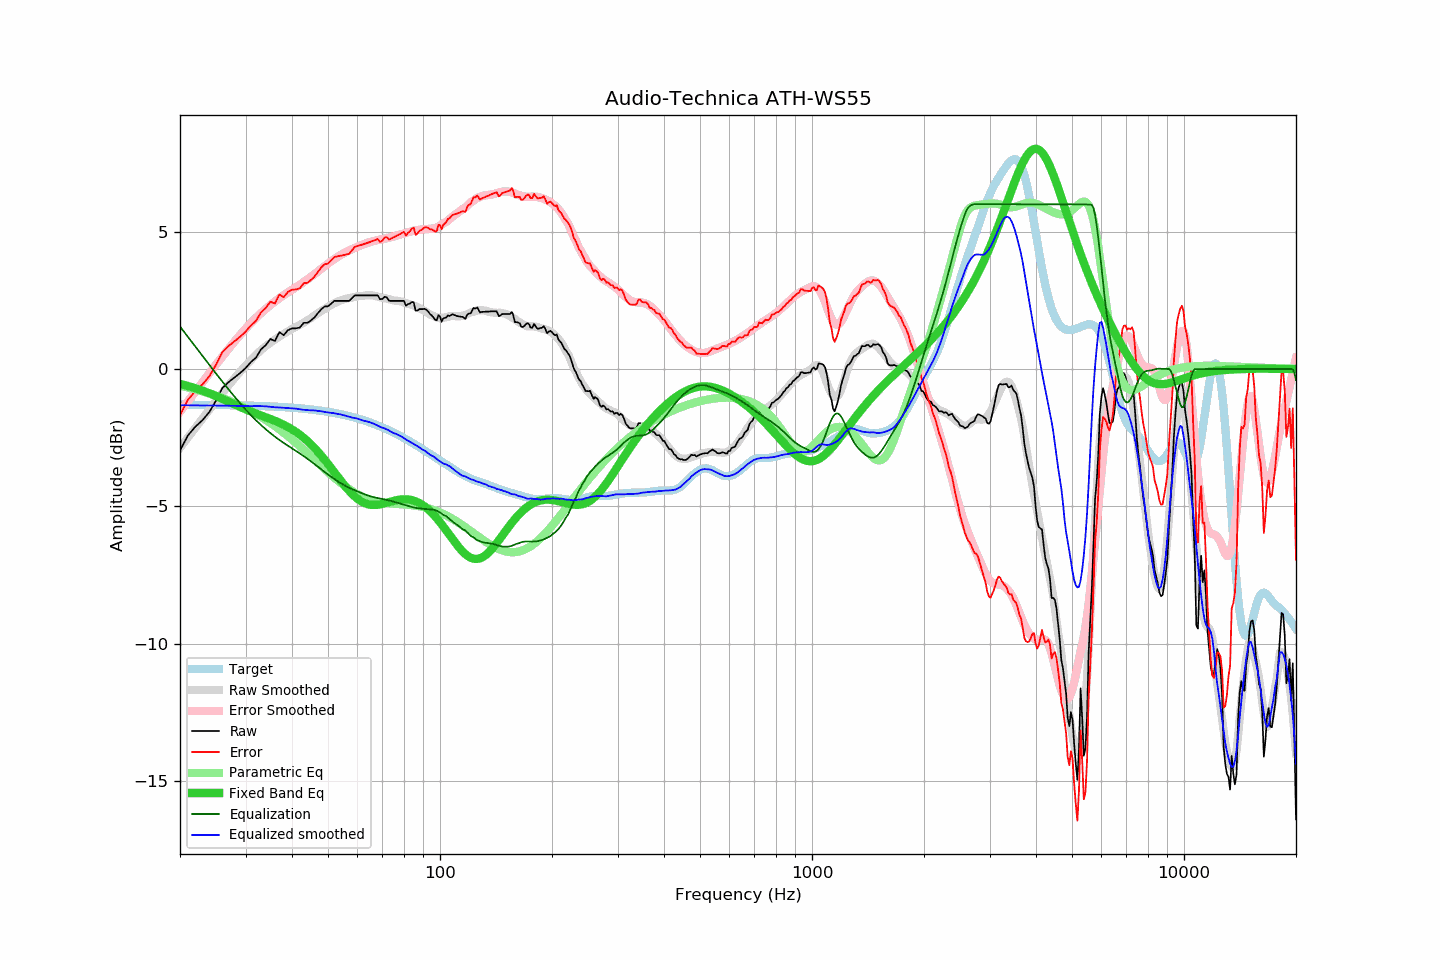 Audio-Technica ATH-WS55
5
0
−5
−10
−15
Amplitude (dBr)
Target
Raw Smoothed
Error Smoothed
Raw
Error
Parametric Eq
Fixed Band Eq
Equalization
Equalized smoothed
100
1000
10000
Frequency (Hz)